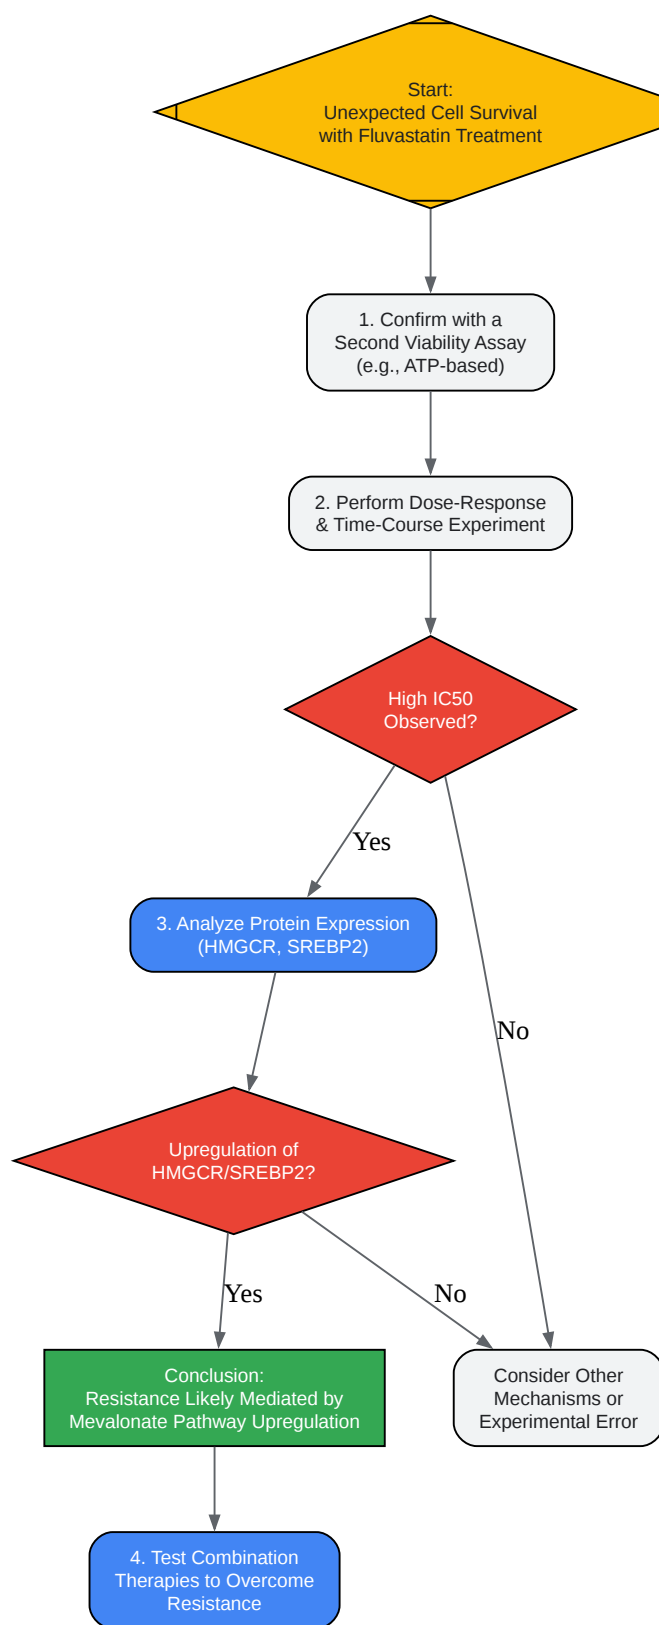 Start:
Unexpected Cell Survival
with Fluvastatin Treatment
1. Confirm with a
Second Viability Assay
(e.g., ATP-based)
2. Perform Dose-Response
& Time-Course Experiment
High IC50
Observed?
Yes
3. Analyze Protein Expression
(HMGCR, SREBP2)
No
Upregulation of
HMGCR/SREBP2?
Yes
No
Conclusion:
Resistance Likely Mediated by
Mevalonate Pathway Upregulation
Consider Other
Mechanisms or
Experimental Error
4. Test Combination
Therapies to Overcome
Resistance